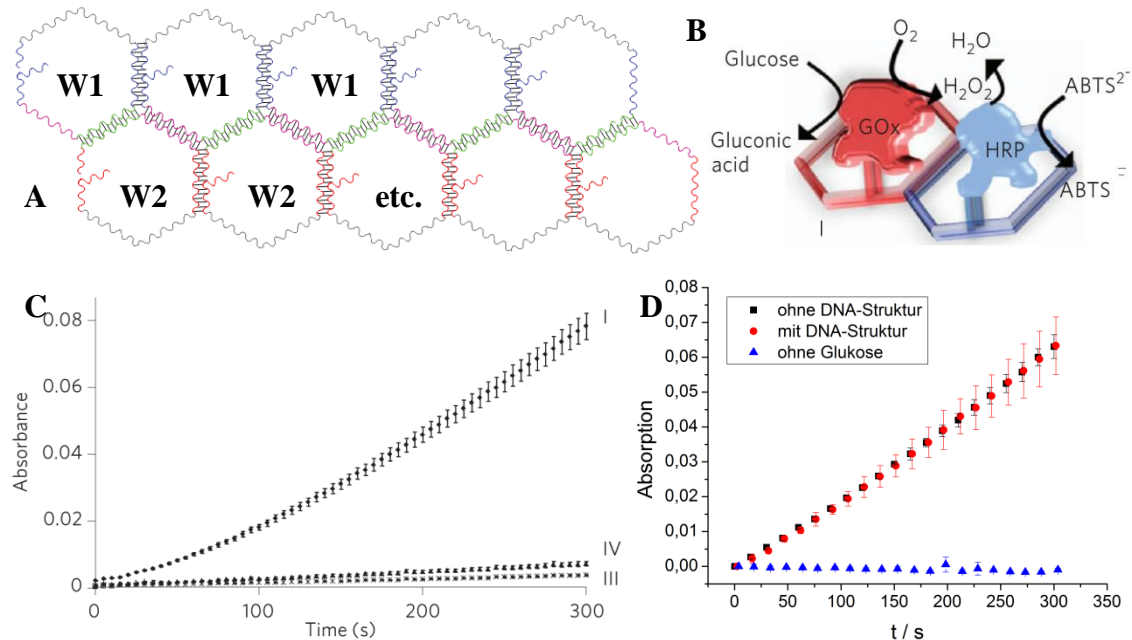 W1 W1 W1
A W2 W2 etc.
B
Glucose
O2
H2O
Gluconic
acid
GOx
H2O2
HRP
ABTS2-
ABTS
I
C
Absorbance
0.08
0.06
0.04
0.02
0
0 100 200 300
Time (s)
I
IV
III
D
ohne DNA-Struktur
mit DNA-Struktur
ohne Glukose
Absorption
0,08
0,07
0,06
0,05
0,04
0,03
0,02
0,01
0,00
0 50 100 150 200 250 300 350
t / s